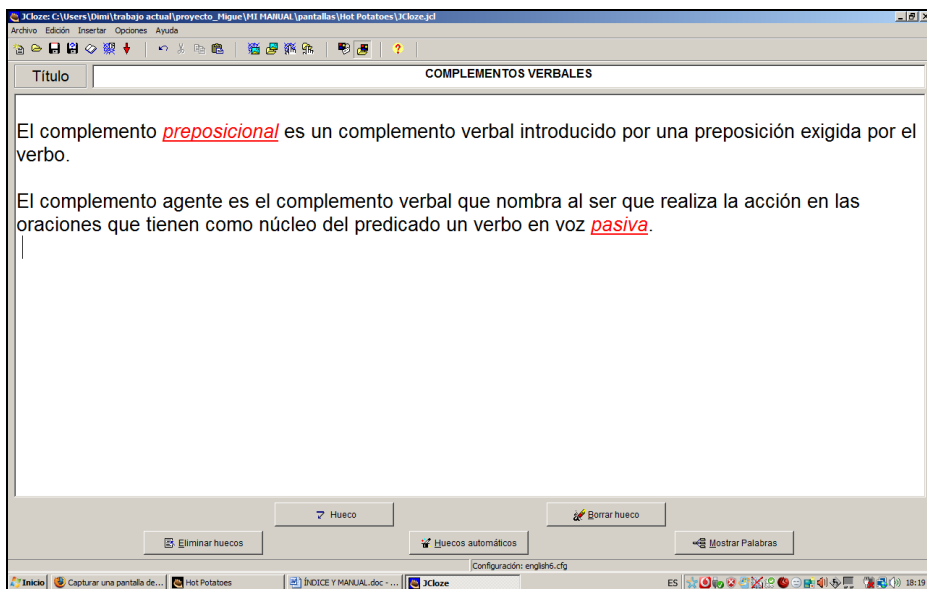 JCloze: C:\Users\Dimi\trabajo actual\proyecto_Migue\MI MANUAL\pantallas\Hot Potatoes\JCloze.jcl
Archivo Edición Insertar Opciones Ayuda
Título COMPLEMENTOS VERBALES
El complemento preposicional es un complemento verbal introducido por una preposición exigida por el
verbo.
El complemento agente es el complemento verbal que nombra al ser que realiza la acción en las
oraciones que tienen como núcleo del predicado un verbo en voz pasiva.
Hueco Borrar hueco
Eliminar huecos Huecos automáticos Mostrar Palabras
Configuración: english6.cfg
Inicio Capturar una pantalla de... Hot Potatoes ÍNDICE Y MANUAL.doc - ... JCloze ES 18:19